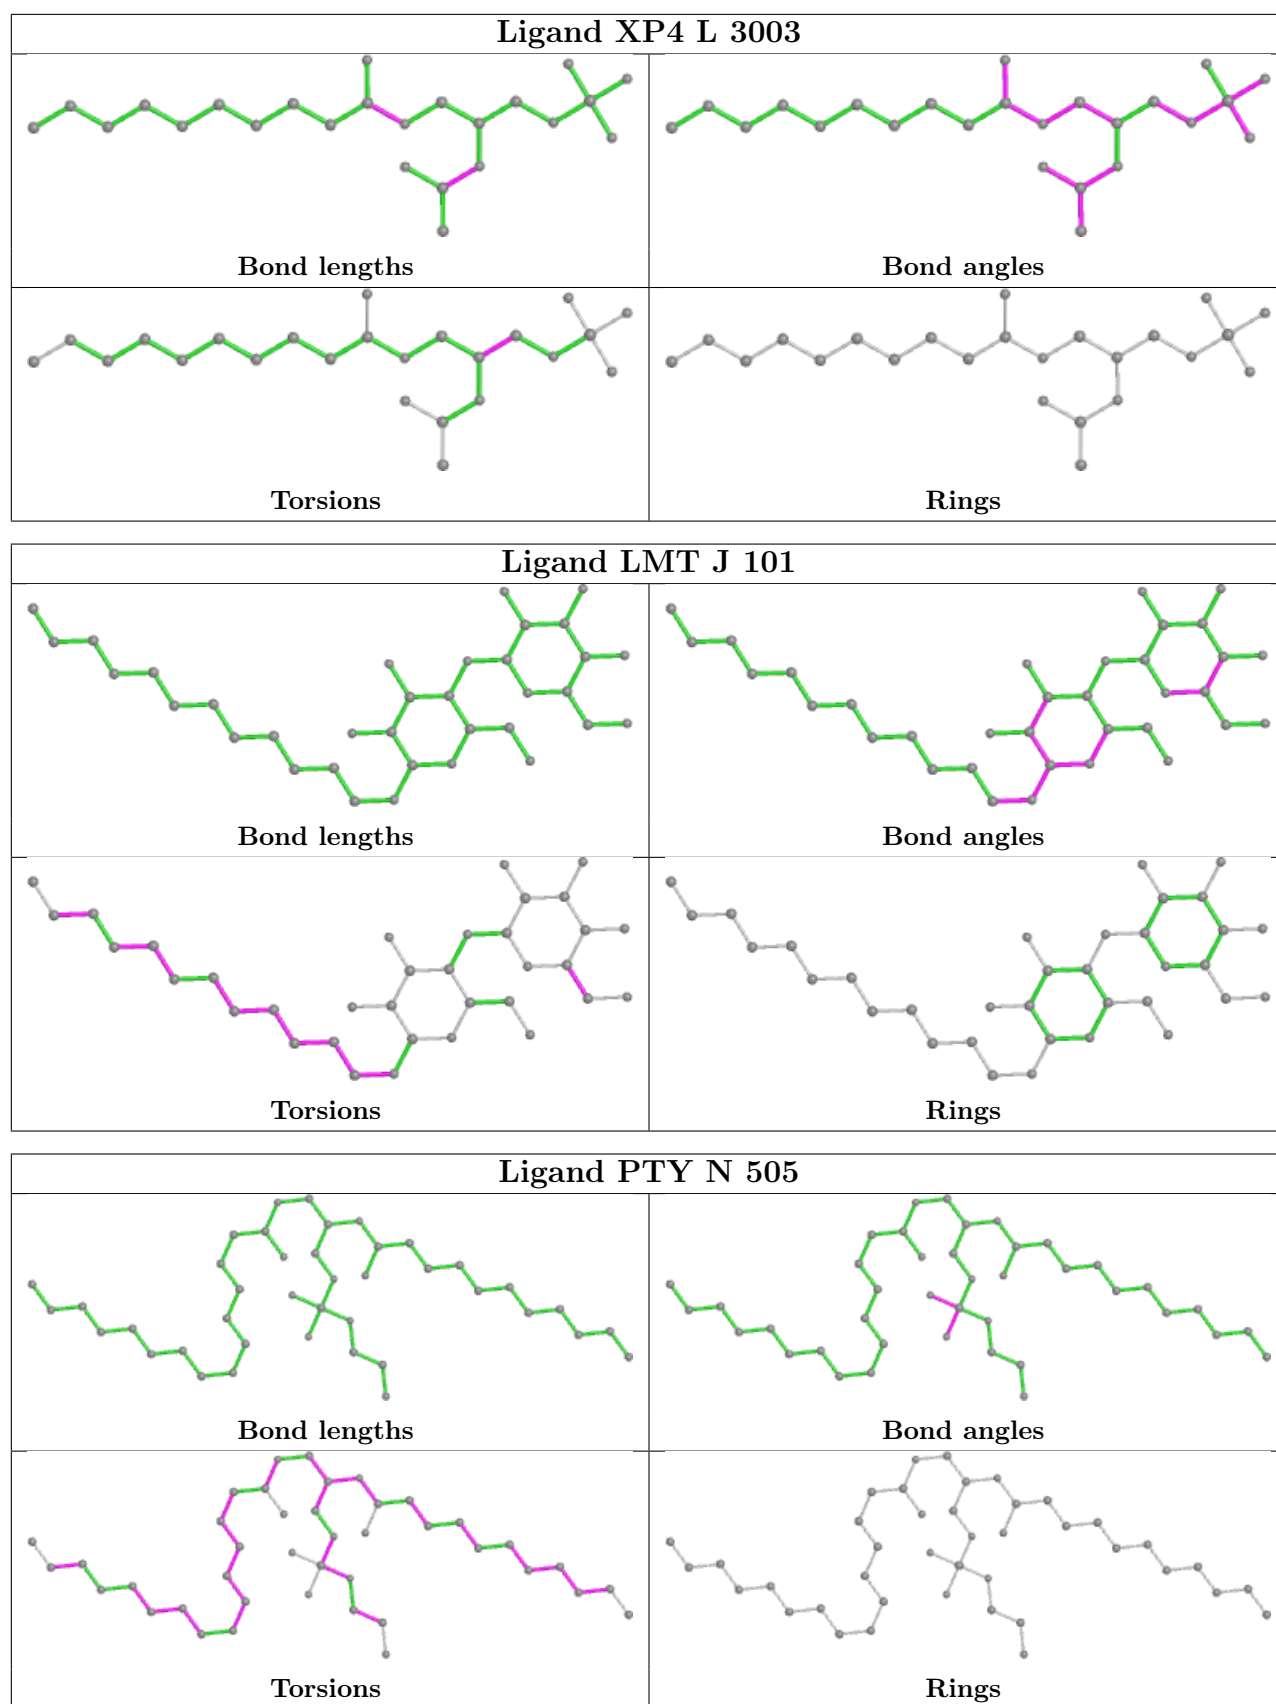 Ligand XP4 L 3003
Bond lengths
Bond angles
Torsions
Rings
Ligand LMT J 101
Bond lengths
Bond angles
Torsions
Rings
Ligand PTY N 505
Bond lengths
Bond angles
Torsions
Rings